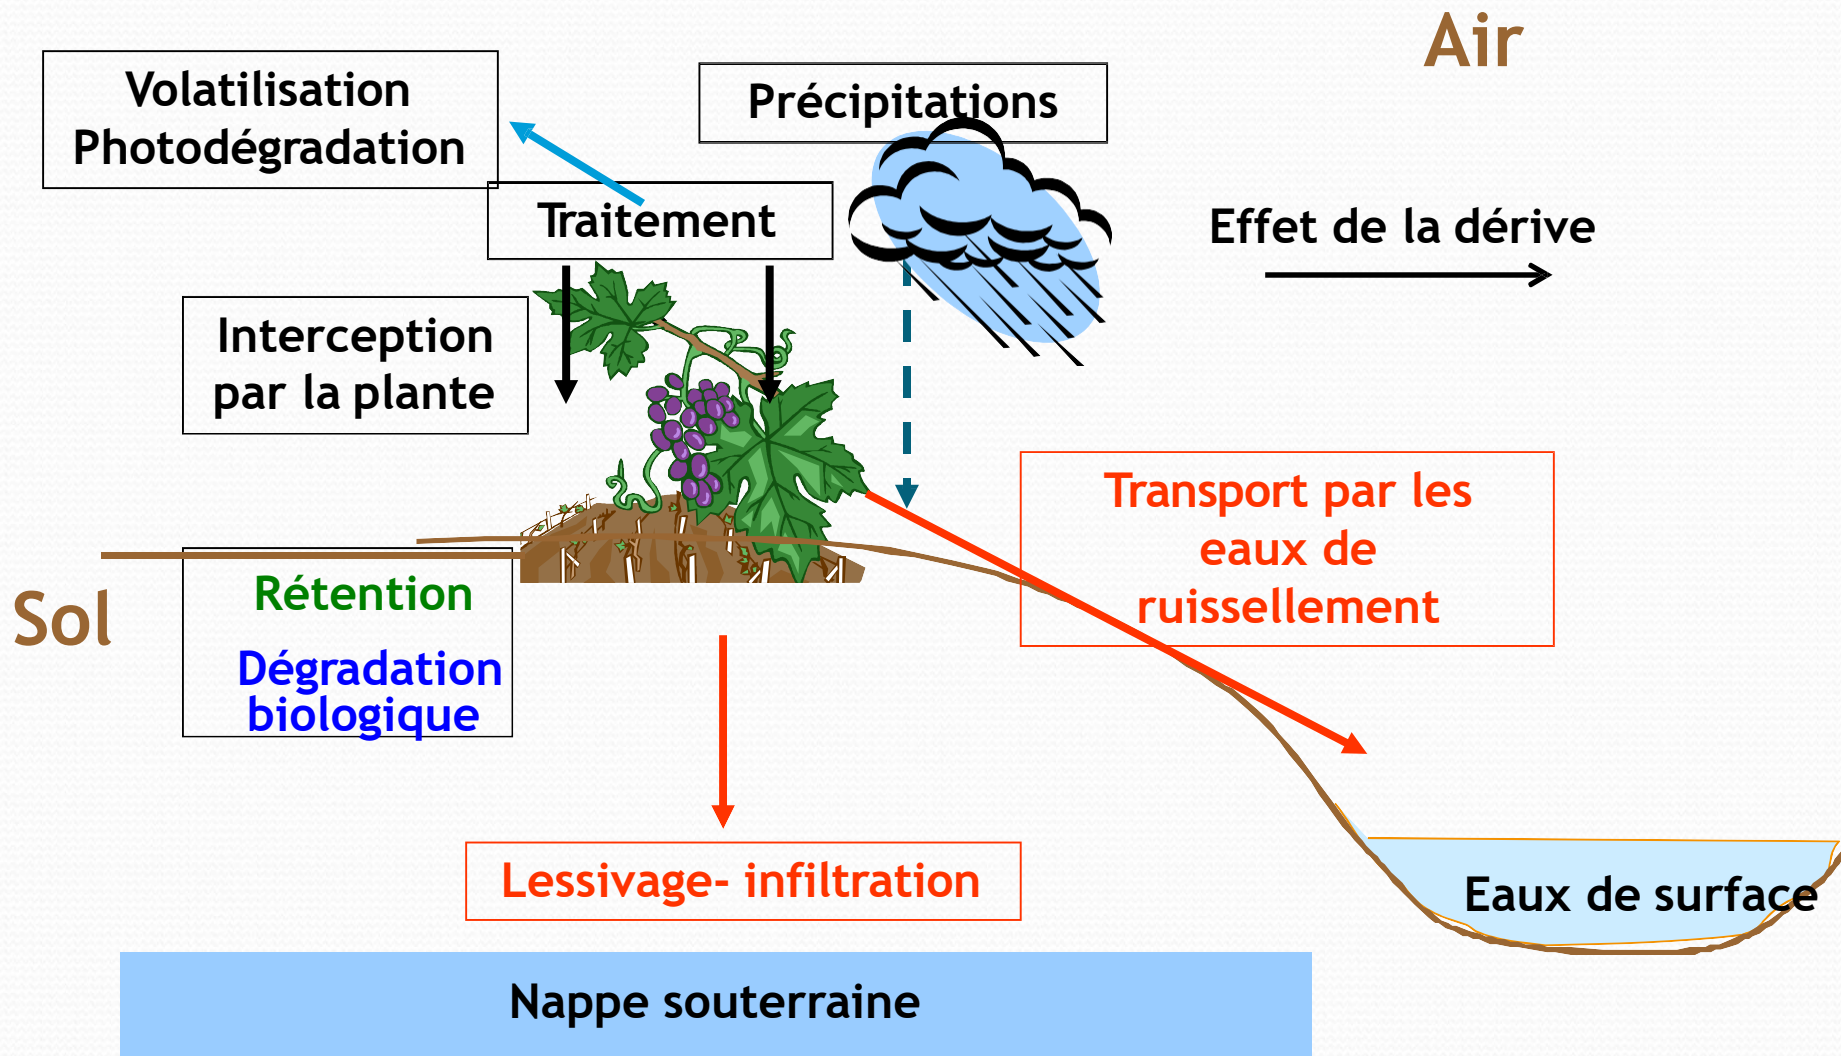 Air
Volatilisation
Photodégradation
Précipitations
Traitement
Effet de la dérive
Interception
par la plante
Transport par les
eaux de
ruissellement
Sol
Rétention
Dégradation
biologique
Lessivage- infiltration
Eaux de surface
Nappe souterraine